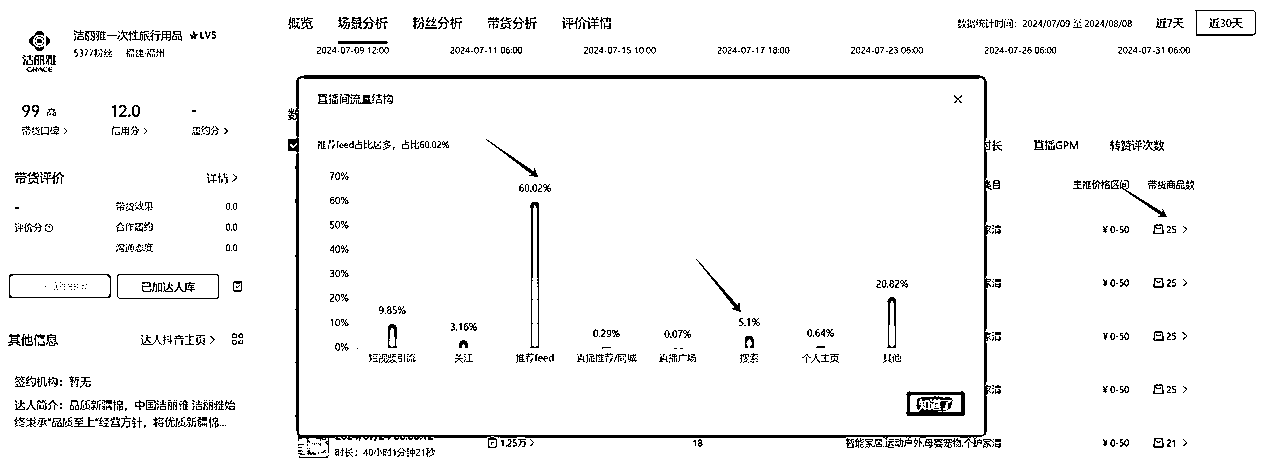 洁丽雅
GRACE
洁丽雅一次性旅行用品 ★LV5
5377粉丝 福建·福州
99 高
12.0
-
带货口碑 >
信用分 >
履约分 >
带货评价
详情 >
-
评价分
带货效果 0.0
合作履约 0.0
沟通态度 0.0
已加达人库
其他信息
达人抖音主页 >
签约机构：暂无
达人简介：品质新疆棉，中国洁丽雅 洁丽雅始
终秉承“品质至上”经营方针，将优质新疆棉...
概览 场景分析 粉丝分析 带货分析 评价详情
数据统计时间：2024/07/09 至 2024/08/08 近7天 近30天
2024-07-09 12:00 2024-07-11 06:00 2024-07-15 10:00 2024-07-17 18:00 2024-07-23 06:00 2024-07-26 06:00 2024-07-31 06:00
数
直播间流量结构 ×
推荐feed占比居多，占比60.02%
时长 直播GPM 转赞评次数
类目 主推价格区间 带货商品数
70%
60%
50%
40%
30%
20%
10%
0%
9.85%
3.16%
60.02%
0.29%
0.07%
5.1%
0.64%
20.82%
短视频引流 关注 推荐feed 直播推荐/同城 直播广场 搜索 个人主页 其他
知道了
家清 ¥0-50 25 >
家清 ¥0-50 25 >
家清 ¥0-50 25 >
家清 ¥0-50 25 >
1.25万 > 18 智能家居,运动户外,母婴宠物,个护家清 ¥0-50 21 >
时长：40小时1分钟21秒